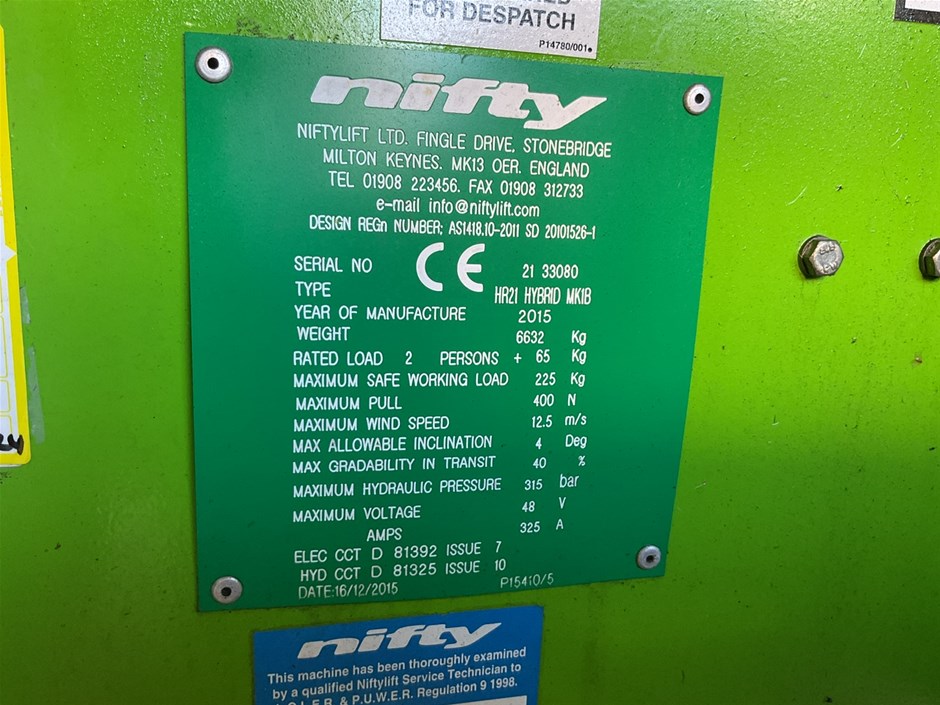 FOR DESPATCH
P14780/001
nifty
NIFTYLIFT LTD. FINGLE DRIVE, STONEBRIDGE
MILTON KEYNES. MK13 OER. ENGLAND
TEL 01908 223456. FAX 01908 312733
e-mail info@niftylift.com
DESIGN REGn NUMBER; AS1418.10-2011 SD 20101526-1
CE
SERIAL NO 21 33080
TYPE HR21 HYBRID MK1B
YEAR OF MANUFACTURE 2015
WEIGHT 6632 Kg
RATED LOAD 2 PERSONS + 65 Kg
MAXIMUM SAFE WORKING LOAD 225 Kg
MAXIMUM PULL 400 N
MAXIMUM WIND SPEED 12.5 m/s
MAX ALLOWABLE INCLINATION 4 Deg
MAX GRADABILITY IN TRANSIT 40 %
MAXIMUM HYDRAULIC PRESSURE 315 bar
MAXIMUM VOLTAGE 48 V
AMPS 325 A
ELEC CCT D 81392 ISSUE 7
HYD CCT D 81325 ISSUE 10
DATE:16/12/2015 P15410/5
nifty
This machine has been thoroughly examined
by a qualified Niftylift Service Technician to
L.O.L.E.R. & P.U.W.E.R. Regulation 9 1998.